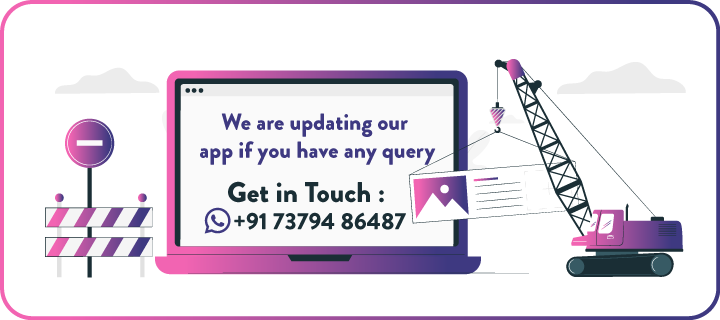 We are updating our
app if you have any query
Get in Touch :
+91 73794 86487